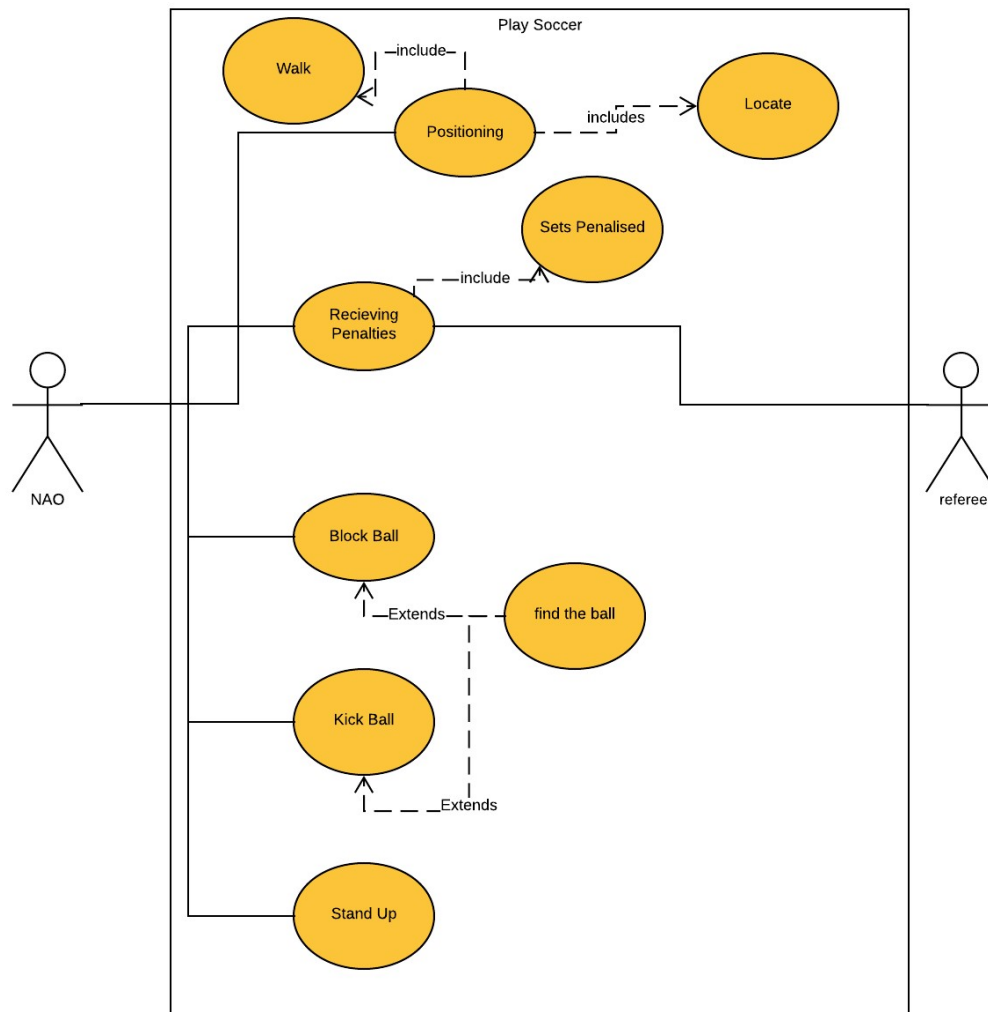 Play Soccer
include
Walk
Locate
includes
Positioning
Sets Penalised
include
Recieving
Penalties
NAO
referee
Block Ball
Extends
find the ball
Kick Ball
Extends
Stand Up